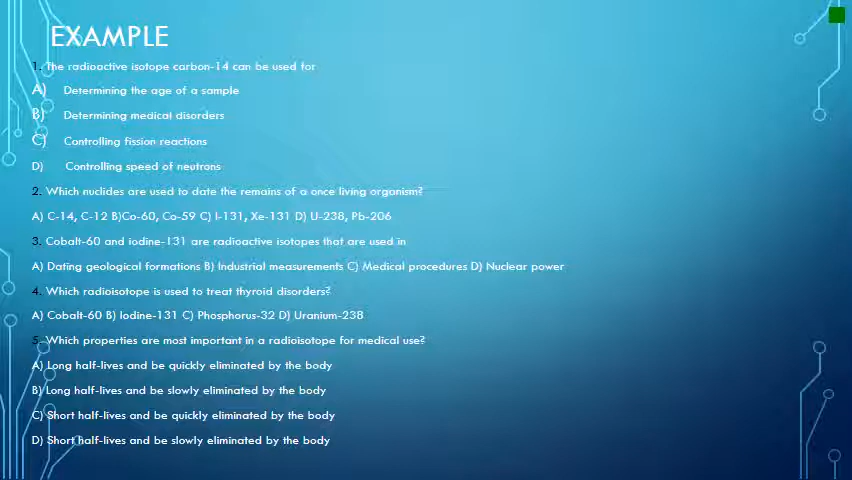 EXAMPLE
1. The radioactive isotope carbon-14 can be used for
A) Determining the age of a sample
B) Determining medical disorders
C) Controlling fission reactions
D) Controlling speed of neutrons
2. Which nuclides are used to date the remains of a once living organism?
A) C-14, C-12 B)Co-60, Co-59 C) I-131, Xe-131 D) U-238, Pb-206
3. Cobalt-60 and iodine-131 are radioactive isotopes that are used in
A) Dating geological formations B) Industrial measurements C) Medical procedures D) Nuclear power
4. Which radioisotope is used to treat thyroid disorders?
A) Cobalt-60 B) Iodine-131 C) Phosphorus-32 D) Uranium-238
5. Which properties are most important in a radioisotope for medical use?
A) Long half-lives and be quickly eliminated by the body
B) Long half-lives and be slowly eliminated by the body
C) Short half-lives and be quickly eliminated by the body
D) Short half-lives and be slowly eliminated by the body